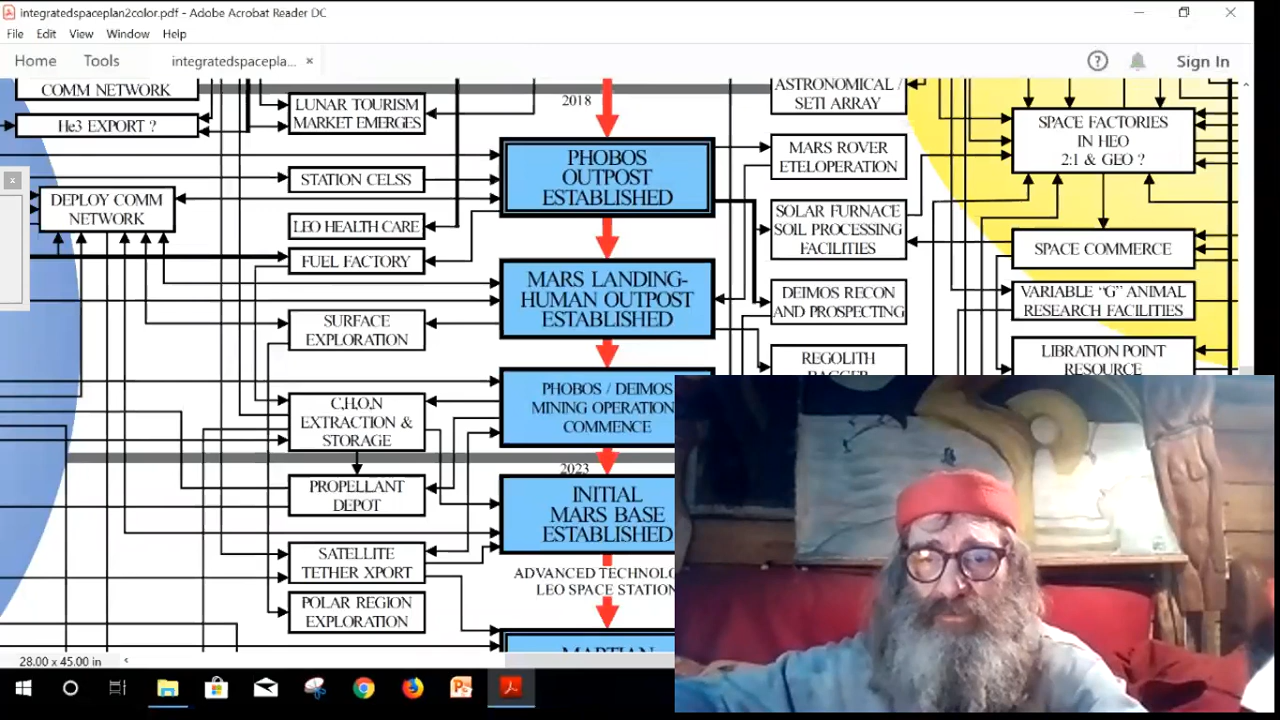 integratedspaceplan2color.pdf - Adobe Acrobat Reader DC
File Edit View Window Help
Home Tools integratedspacepla... ×
Sign In
COMM NETWORK
He3 EXPORT ?
DEPLOY COMM
NETWORK
LUNAR TOURISM
MARKET EMERGES
STATION CELSS
LEO HEALTH CARE
FUEL FACTORY
SURFACE
EXPLORATION
C,H,O,N
EXTRACTION &
STORAGE
PROPELLANT
DEPOT
SATELLITE
TETHER XPORT
POLAR REGION
EXPLORATION
2018
PHOBOS
OUTPOST
ESTABLISHED
MARS LANDING-
HUMAN OUTPOST
ESTABLISHED
PHOBOS / DEIMOS
MINING OPERATION
COMMENCE
2023
INITIAL
MARS BASE
ESTABLISHED
ADVANCED TECHNOLO
LEO SPACE STATION
MARTIAN
ASTRONOMICAL /
SETI ARRAY
MARS ROVER
ETELOPERATION
SOLAR FURNACE
SOIL PROCESSING
FACILITIES
DEIMOS RECON
AND PROSPECTING
REGOLITH
BAGGER
SPACE FACTORIES
IN HEO
2:1 & GEO ?
SPACE COMMERCE
VARIABLE “G” ANIMAL
RESEARCH FACILITIES
LIBRATION POINT
RESOURCE
28.00 x 45.00 in